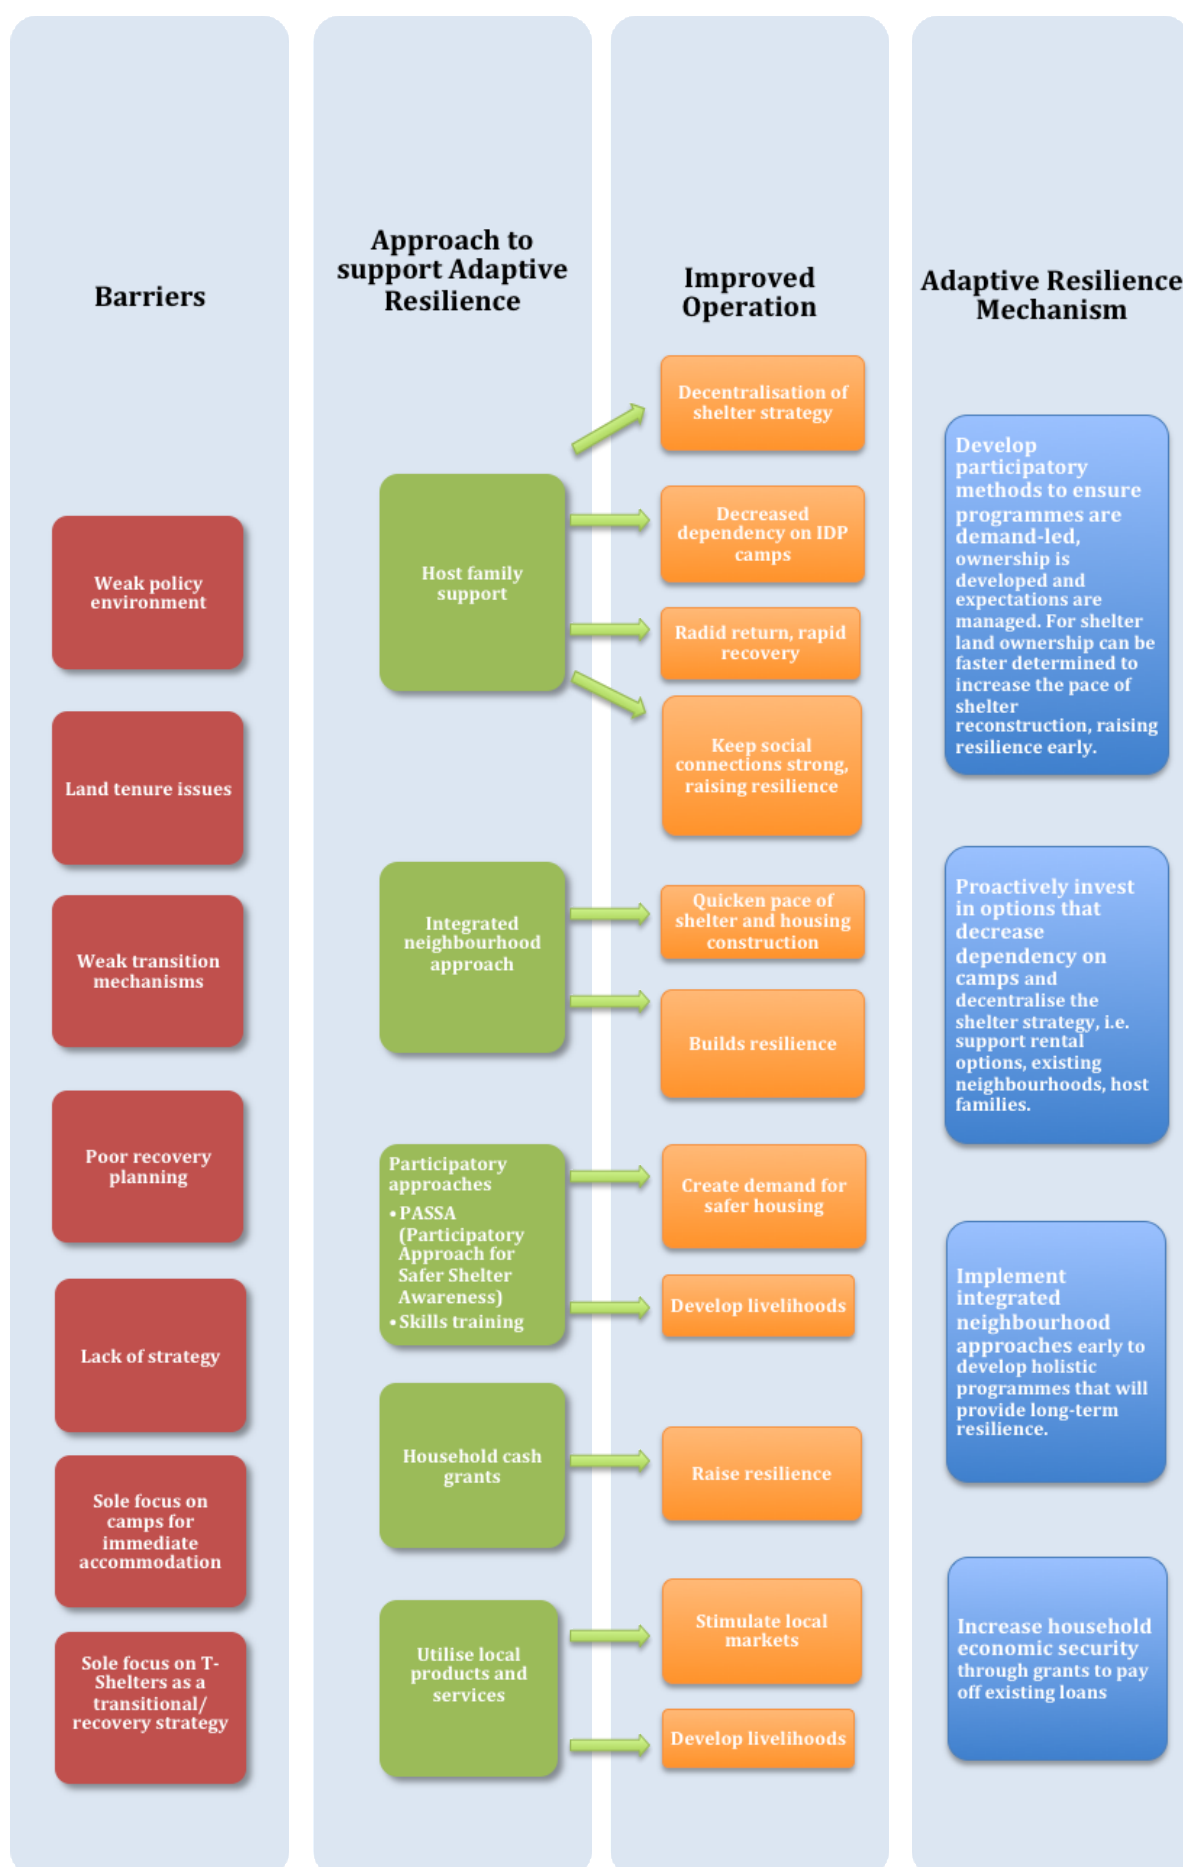 Barriers
Weak policy
environment
Land tenure issues
Weak transition
mechanisms
Poor recovery
planning
Lack of strategy
Sole focus on
camps for
immediate
accommodation
Sole focus on T-
Shelters as a
transitional/
recovery strategy
Approach to
support Adaptive
Resilience
Host family
support
Integrated
neighbourhood
approach
Participatory
approaches
• PASSA
(Participatory
Approach for
Safer Shelter
Awareness)
• Skills training
Household cash
grants
Utilise local
products and
services
Improved
Operation
Decentralisation of
shelter strategy
Decreased
dependency on IDP
camps
Radid return, rapid
recovery
Keep social
connections strong,
raising resilience
Quicken pace of
shelter and housing
construction
Builds resilience
Create demand for
safer housing
Develop livelihoods
Raise resilience
Stimulate local
markets
Develop livelihoods
Adaptive Resilience
Mechanism
Develop
participatory
methods to ensure
programmes are
demand-led,
ownership is
developed and
expectations are
managed. For shelter
land ownership can be
faster determined to
increase the pace of
shelter
reconstruction, raising
resilience early.
Proactively invest
in options that
decrease
dependency on
camps and
decentralise the
shelter strategy, i.e.
support rental
options, existing
neighbourhoods, host
families.
Implement
integrated
neighbourhood
approaches early to
develop holistic
programmes that will
provide long-term
resilience.
Increase household
economic security
through grants to pay
off existing loans